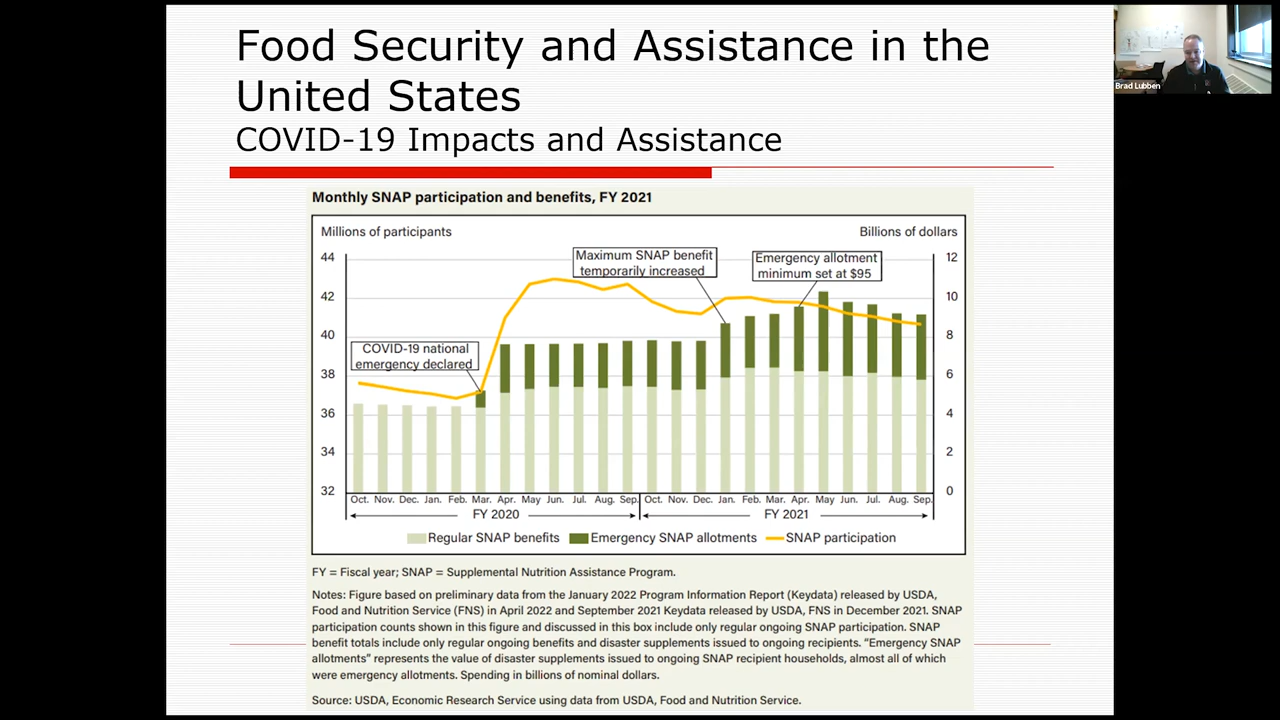 Food Security and Assistance in the
United States
COVID-19 Impacts and Assistance
Brad Lubben
Monthly SNAP participation and benefits, FY 2021
Millions of participants
Billions of dollars
44
42
40
38
36
34
32
12
10
8
6
4
2
0
COVID-19 national
emergency declared
Maximum SNAP benefit
temporarily increased
Emergency allotment
minimum set at $95
Oct. Nov. Dec. Jan. Feb. Mar. Apr. May Jun. Jul. Aug. Sep. Oct. Nov. Dec. Jan. Feb. Mar. Apr. May Jun. Jul. Aug. Sep.
FY 2020
FY 2021
Regular SNAP benefits
Emergency SNAP allotments
SNAP participation
FY = Fiscal year; SNAP = Supplemental Nutrition Assistance Program.
Notes: Figure based on preliminary data from the January 2022 Program Information Report (Keydata) released by USDA,
Food and Nutrition Service (FNS) in April 2022 and September 2021 Keydata released by USDA, FNS in December 2021. SNAP
participation counts shown in this figure and discussed in this box include only regular ongoing SNAP participation. SNAP
benefit totals include only regular ongoing benefits and disaster supplements issued to ongoing recipients. “Emergency SNAP
allotments” represents the value of disaster supplements issued to ongoing SNAP recipient households, almost all of which
were emergency allotments. Spending in billions of nominal dollars.
Source: USDA, Economic Research Service using data from USDA, Food and Nutrition Service.